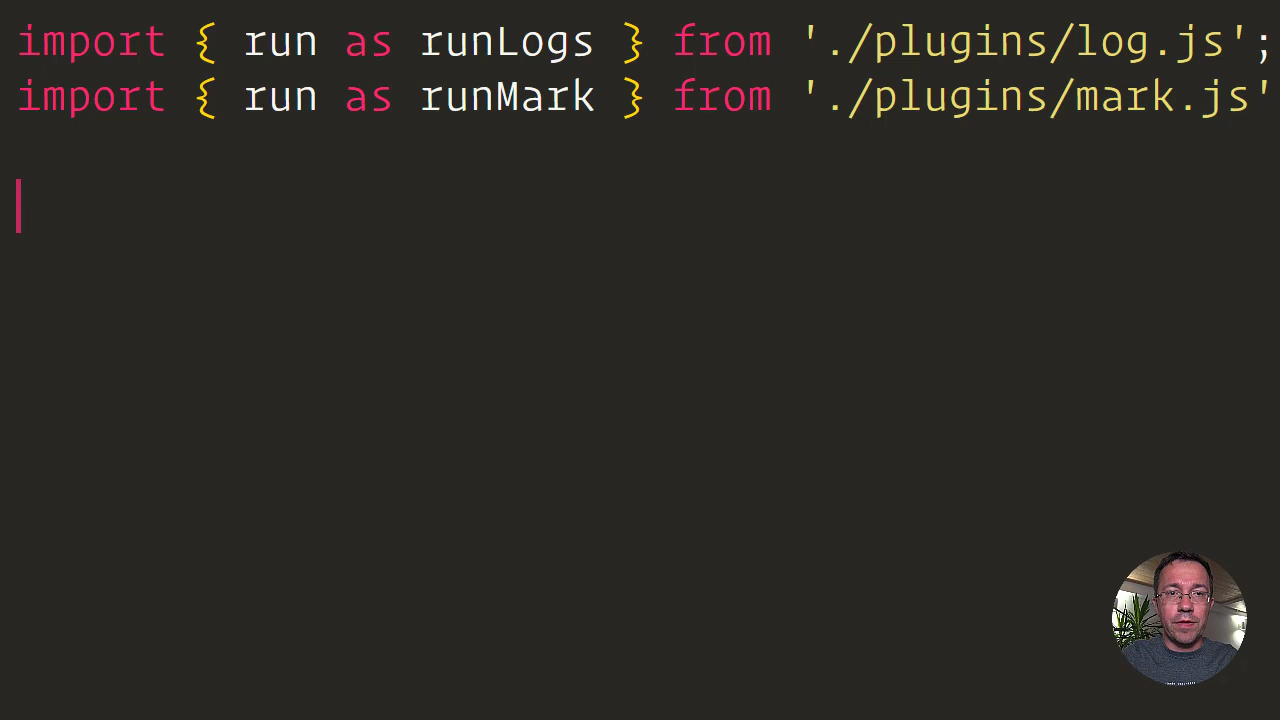 import { run as runLogs } from './plugins/log.js';
import { run as runMark } from './plugins/mark.js'